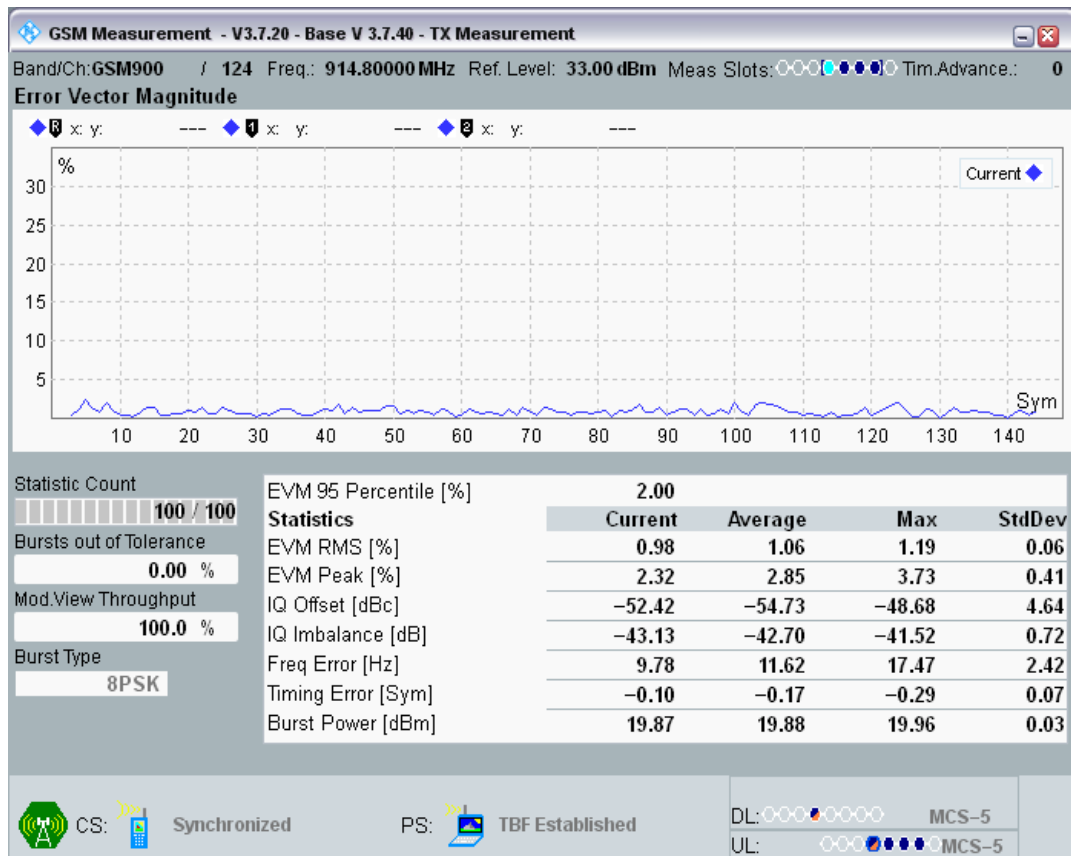 GSM Measurement - V3.7.20 - Base V 3.7.40 - TX Measurement
Band/Ch:GSM900 / 124 Freq.: 914.80000 MHz Ref. Level: 33.00 dBm Meas Slots: Tim.Advance.: 0
Error Vector Magnitude
R x: y: --- 1 x: y: --- 2 x: y: ---
%
Current
30
25
20
15
10
5
Sym
10 20 30 40 50 60 70 80 90 100 110 120 130 140
Statistic Count
100 / 100
Bursts out of Tolerance
0.00 %
Mod.View Throughput
100.0 %
Burst Type
8PSK
EVM 95 Percentile [%] 2.00
Statistics Current Average Max StdDev
EVM RMS [%] 0.98 1.06 1.19 0.06
EVM Peak [%] 2.32 2.85 3.73 0.41
IQ Offset [dBc] −52.42 −54.73 −48.68 4.64
IQ Imbalance [dB] −43.13 −42.70 −41.52 0.72
Freq Error [Hz] 9.78 11.62 17.47 2.42
Timing Error [Sym] −0.10 −0.17 −0.29 0.07
Burst Power [dBm] 19.87 19.88 19.96 0.03
CS: Synchronized PS: TBF Established
DL: MCS−5
UL: MCS−5